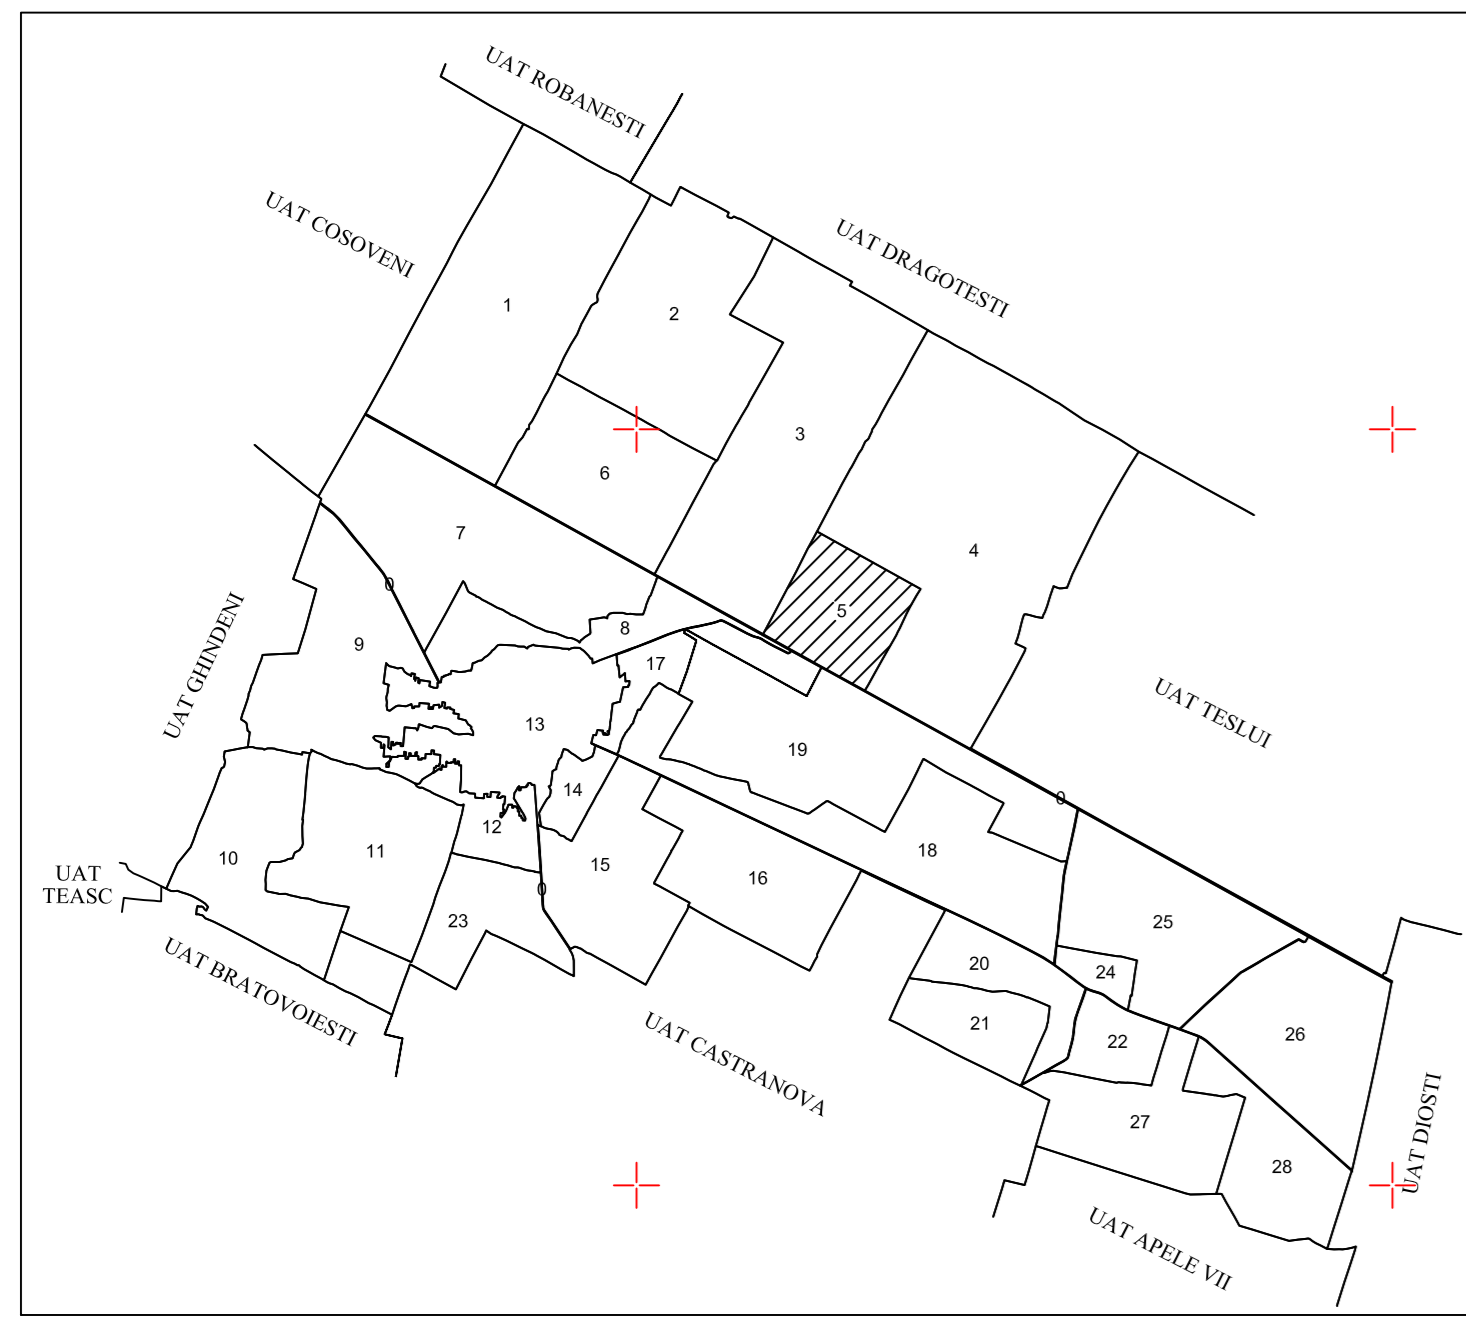 UAT ROBANESTI
UAT COSOVENI
UAT DRAGOTESTI
1
2
3
6
7
4
0
5
8
9
UAT GHINDENI
17
13
19
UAT TESLUI
14
0
12
18
10
11
15
16
UAT
TEASC
0
23
25
20
24
UAT BRATOVOIESTI
21
22
26
UAT CASTRANOVA
27
28
UAT DIOSTI
UAT APELE VII